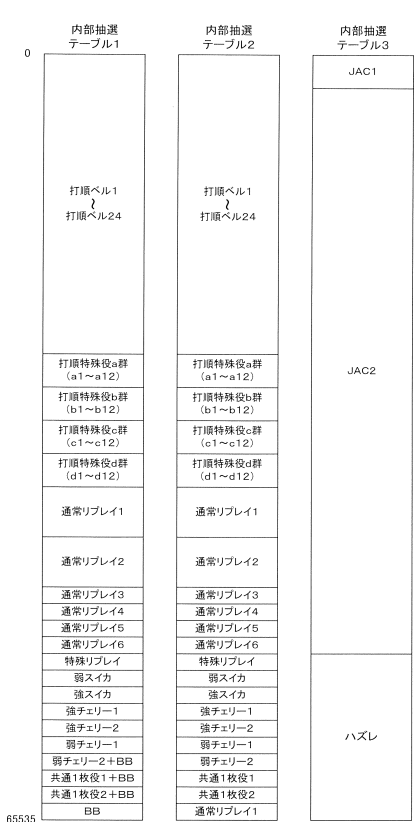 内部抽選
テーブル1
内部抽選
テーブル2
内部抽選
テーブル3
0
打順ベル1
〜
打順ベル24
打順特殊役a群
(a1〜a12)
打順特殊役b群
(b1〜b12)
打順特殊役c群
(c1〜c12)
打順特殊役d群
(d1〜d12)
通常リプレイ1
通常リプレイ2
通常リプレイ3
通常リプレイ4
通常リプレイ5
通常リプレイ6
特殊リプレイ
弱スイカ
強スイカ
強チェリー1
強チェリー2
弱チェリー1
弱チェリー2+BB
共通1枚役1+BB
共通1枚役2+BB
BB
65535
打順ベル1
〜
打順ベル24
打順特殊役a群
(a1〜a12)
打順特殊役b群
(b1〜b12)
打順特殊役c群
(c1〜c12)
打順特殊役d群
(d1〜d12)
通常リプレイ1
通常リプレイ2
通常リプレイ3
通常リプレイ4
通常リプレイ5
通常リプレイ6
特殊リプレイ
弱スイカ
強スイカ
強チェリー1
強チェリー2
弱チェリー1
弱チェリー2
共通1枚役1
共通1枚役2
通常リプレイ1
JAC1
JAC2
ハズレ